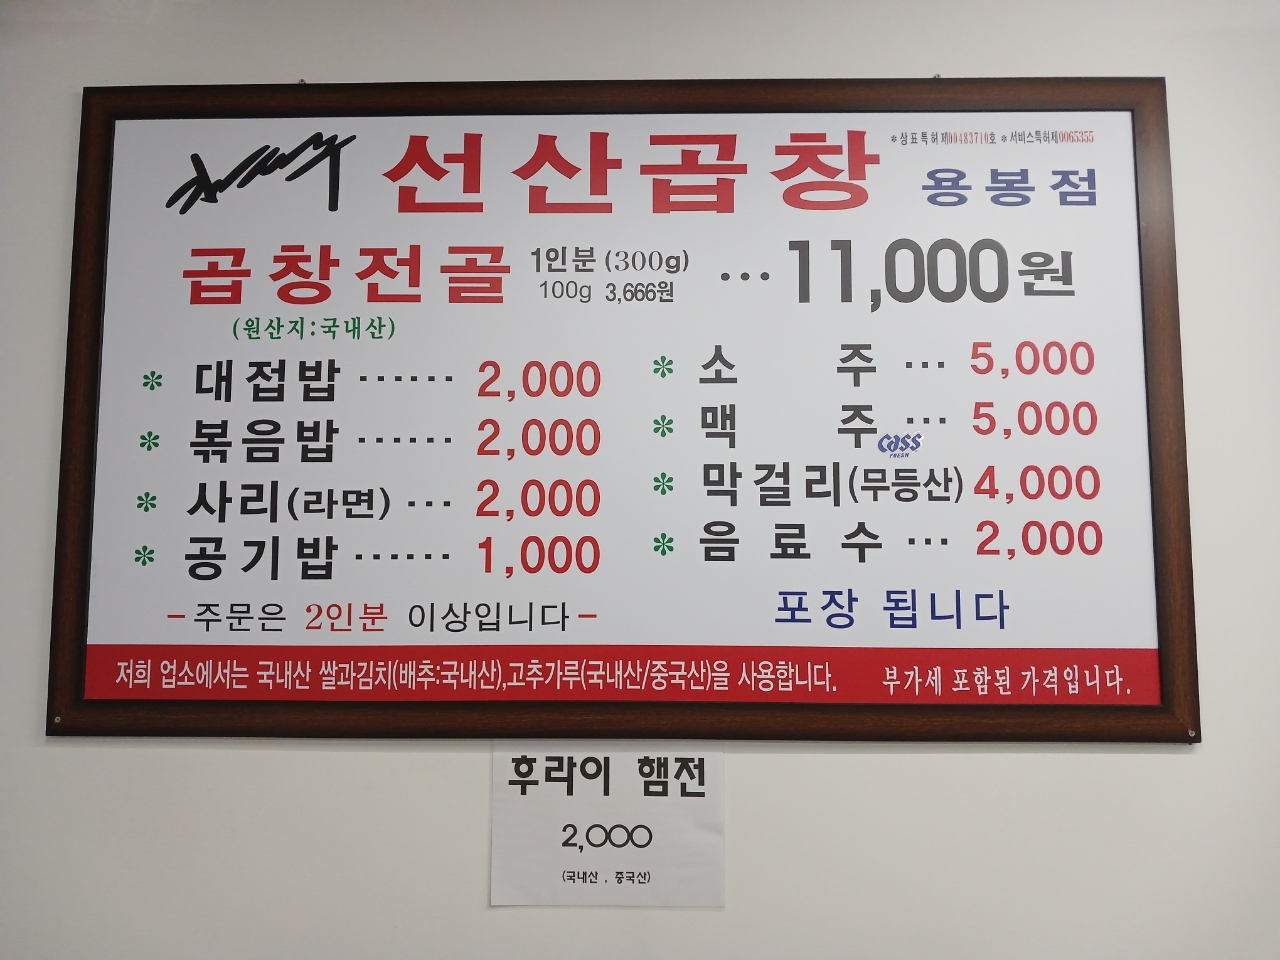 선산곱창
*상표특허 제00483710호 *서비스특허제0065355
용봉점
곱창전골 1인분 (300g) ... 11,000원
100g 3,666원
(원산지:국내산)
* 대접밥 ······ 2,000
* 볶음밥 ······ 2,000
* 사리(라면) ··· 2,000
* 공기밥 ······ 1,000
-주문은 2인분 이상입니다-
* 소 주 ··· 5,000
* 맥 주 ··· 5,000
cass
FRESH
* 막걸리(무등산) 4,000
* 음료수 ··· 2,000
포장 됩니다
저희 업소에서는 국내산 쌀과김치(배추:국내산),고추가루(국내산/중국산)을 사용합니다. 부가세 포함된 가격입니다.
후라이 햄전
2,000
(국내산 , 중국산)